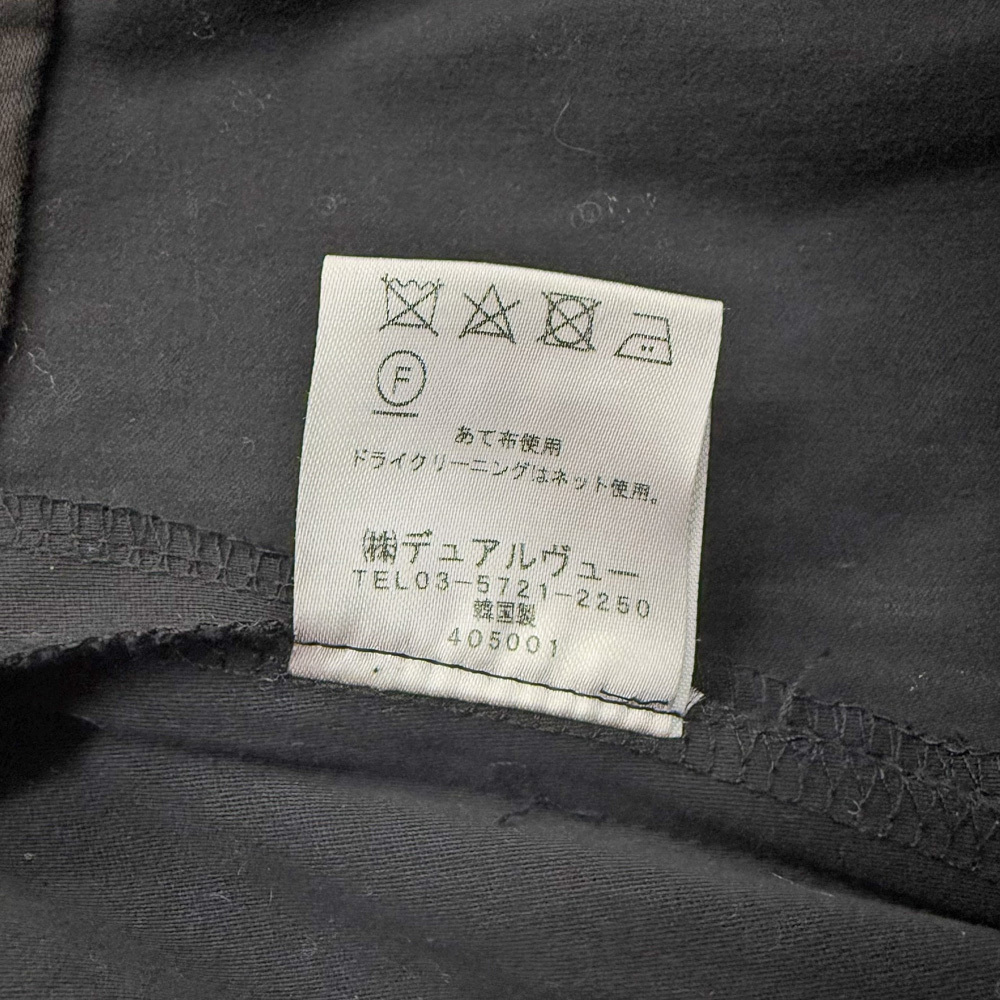 F
あて布使用
ドライクリーニングはネット使用。
(株)デュアルヴュー
TEL03-5721-2250
韓国製
405001